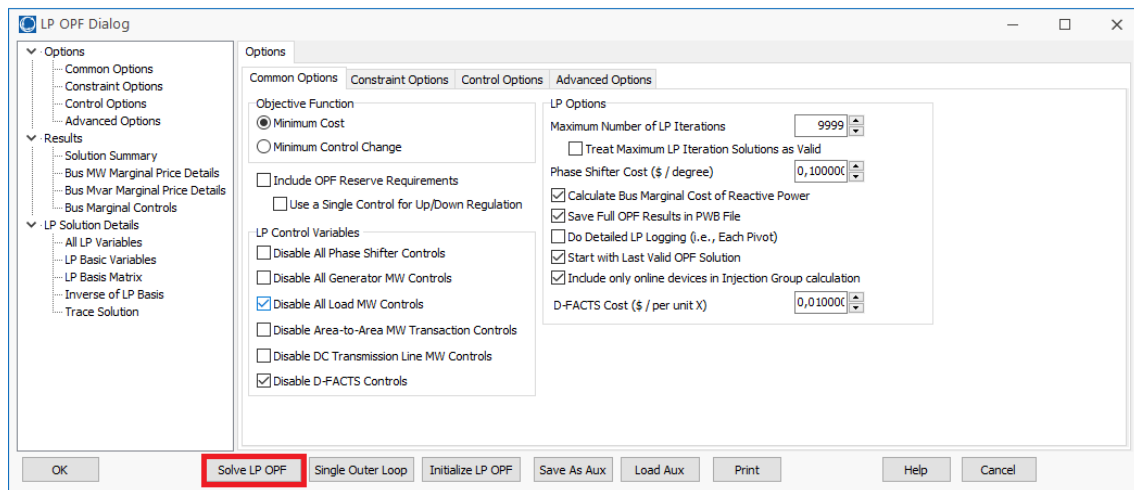 LP OPF Dialog
Options
Common Options
Constraint Options
Control Options
Advanced Options
Results
Solution Summary
Bus MW Marginal Price Details
Bus Mvar Marginal Price Details
Bus Marginal Controls
LP Solution Details
All LP Variables
LP Basic Variables
LP Basis Matrix
Inverse of LP Basis
Trace Solution
Options
Common Options Constraint Options Control Options Advanced Options
Objective Function
Minimum Cost
Minimum Control Change
Include OPF Reserve Requirements
Use a Single Control for Up/Down Regulation
LP Control Variables
Disable All Phase Shifter Controls
Disable All Generator MW Controls
Disable All Load MW Controls
Disable Area-to-Area MW Transaction Controls
Disable DC Transmission Line MW Controls
Disable D-FACTS Controls
LP Options
Maximum Number of LP Iterations 9999
Treat Maximum LP Iteration Solutions as Valid
Phase Shifter Cost ($ / degree) 0,10000
Calculate Bus Marginal Cost of Reactive Power
Save Full OPF Results in PWB File
Do Detailed LP Logging (i.e., Each Pivot)
Start with Last Valid OPF Solution
Include only online devices in Injection Group calculation
D-FACTS Cost ($ / per unit X) 0,01000
OK Solve LP OPF Single Outer Loop Initialize LP OPF Save As Aux Load Aux Print Help Cancel